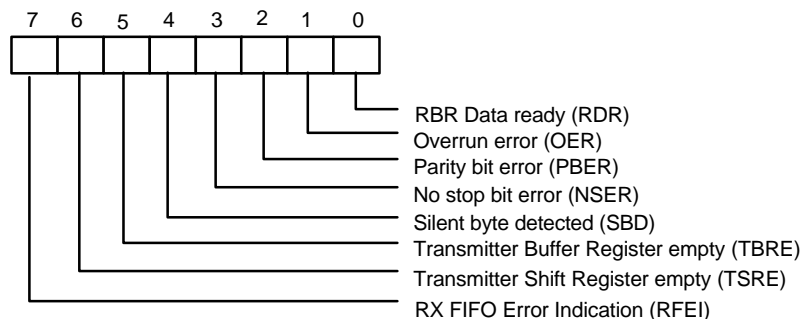 7 6 5 4 3 2 1 0
RBR Data ready (RDR)
Overrun error (OER)
Parity bit error (PBER)
No stop bit error (NSER)
Silent byte detected (SBD)
Transmitter Buffer Register empty (TBRE)
Transmitter Shift Register empty (TSRE)
RX FIFO Error Indication (RFEI)